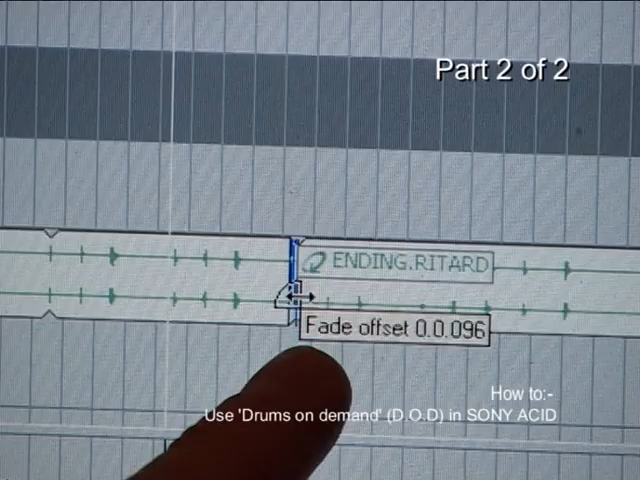 Part 2 of 2
ENDING.RITARD
Fade offset 0.0.096
How to:-
Use 'Drums on demand' (D.O.D) in SONY ACID